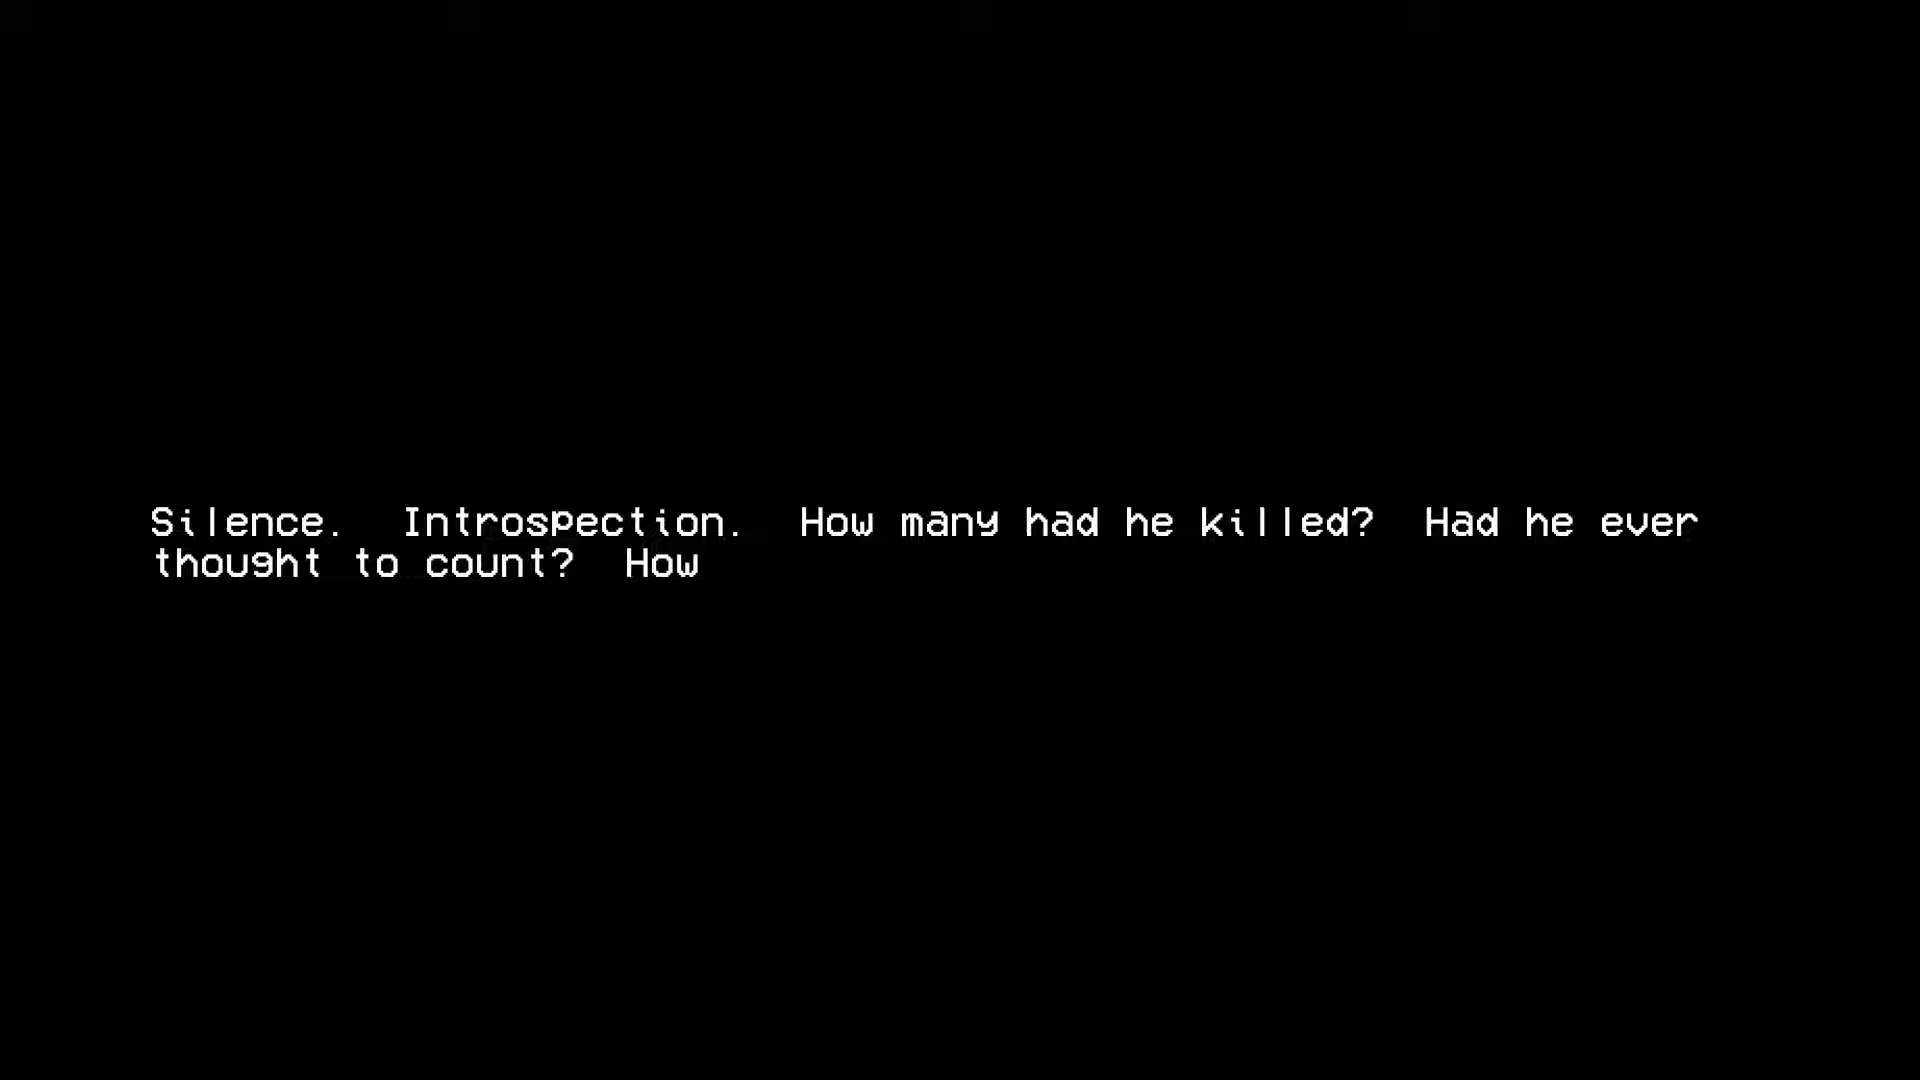 Silence.  Introspection.  How many had he killed?  Had he ever
thought to count?  How